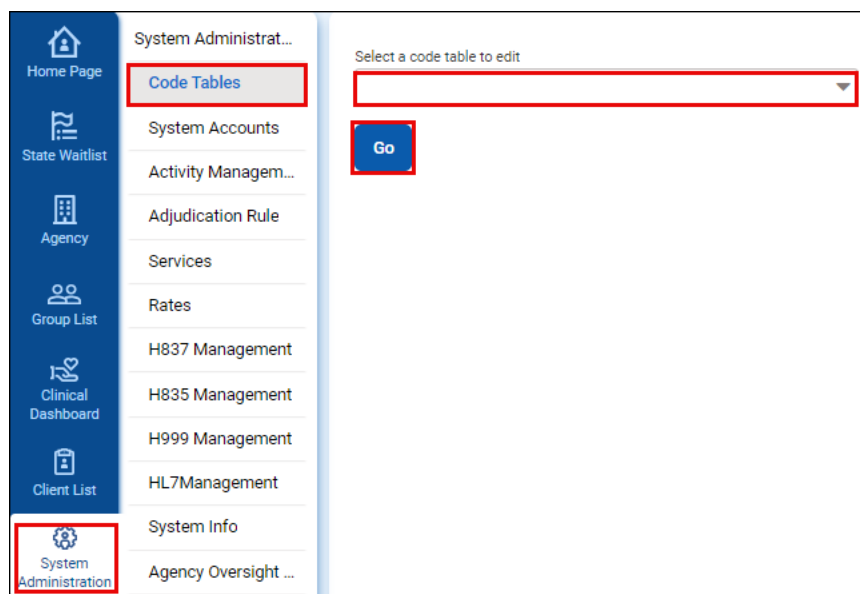 Home Page
State Waitlist
Agency
Group List
Clinical
Dashboard
Client List
System
Administration
System Administrat...
Code Tables
System Accounts
Activity Managem...
Adjudication Rule
Services
Rates
H837 Management
H835 Management
H999 Management
HL7Management
System Info
Agency Oversight ...
Select a code table to edit
Go